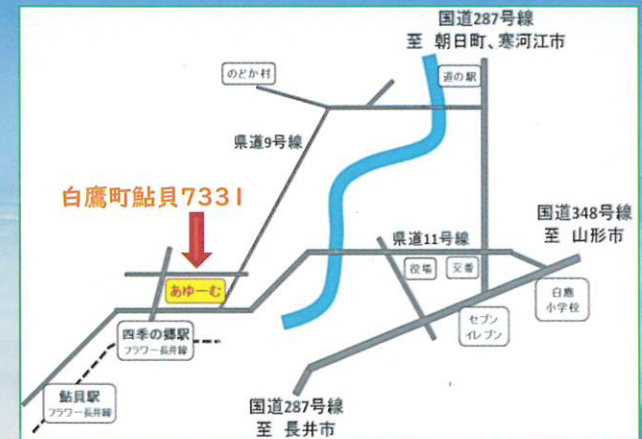 国道287号線
至 朝日町、寒河江市
のどか村
道の駅
県道9号線
白鷹町鮎貝7331
国道348号線
至 山形市
県道11号線
役場
交番
あゆーむ
白鷹
小学校
セブン
イレブン
四季の郷駅
フラワー長井線
鮎貝駅
フラワー長井線
国道287号線
至 長井市